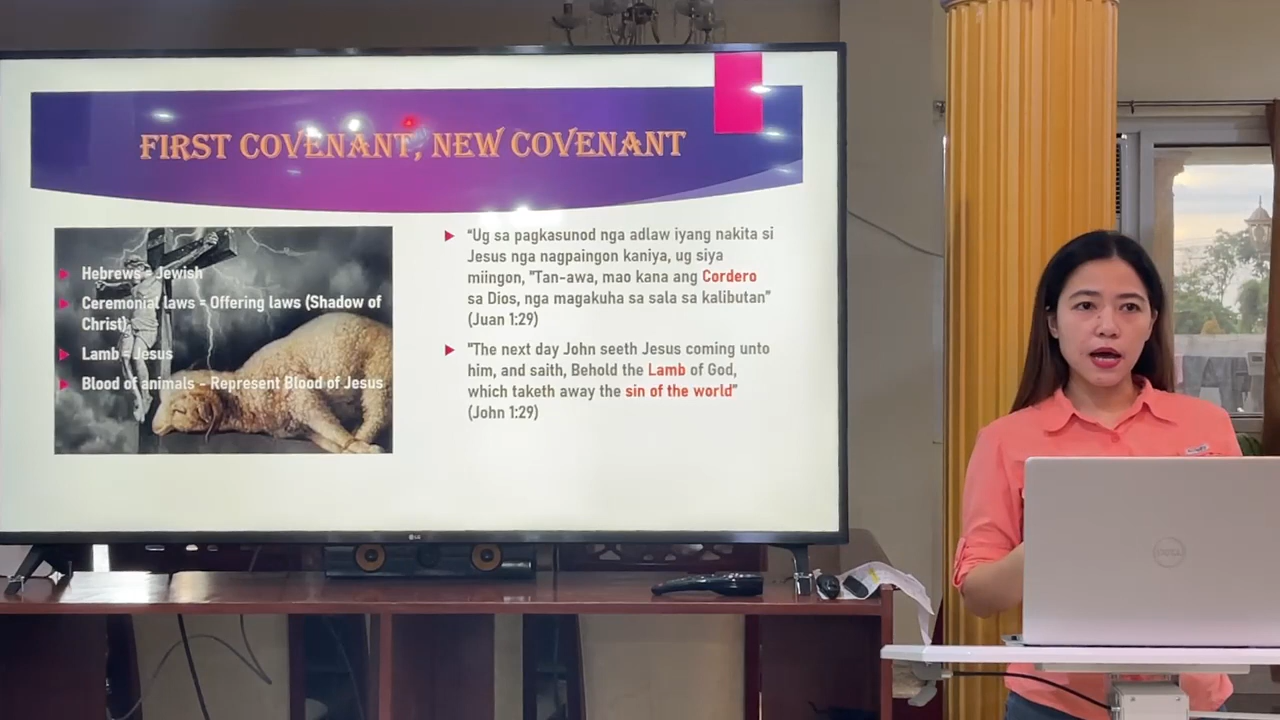 FIRST COVENANT, NEW COVENANT
Hebrews = Jewish
Ceremonial laws = Offering laws (Shadow of
Christ)
Lamb = Jesus
Blood of animals - Represent Blood of Jesus
“Ug sa pagkasunod nga adlaw iyang nakita si
Jesus nga nagpaingon kaniya, ug siya
miingon, "Tan-awa, mao kana ang Cordero
sa Dios, nga magakuha sa sala sa kalibutan”
(Juan 1:29)
"The next day John seeth Jesus coming unto
him, and saith, Behold the Lamb of God,
which taketh away the sin of the world”
(John 1:29)
LG
DELL